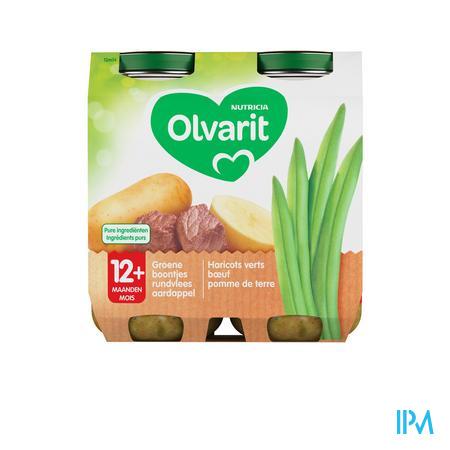 12m04
NUTRICIA
Olvarit
Pure ingrediënten
Ingrédients purs
12+
MAANDEN
MOIS
Groene
boontjes
rundvlees
aardappel
Haricots verts
bœuf
pomme de terre
IPM